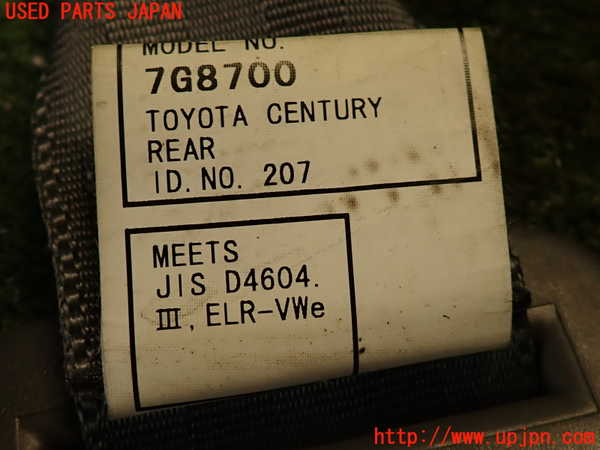 USED PARTS JAPAN
MODEL NO.
7G8700
TOYOTA CENTURY
REAR
ID. NO. 207
MEETS
JIS D4604.
III, ELR-VWe
http://www.upjpn.com